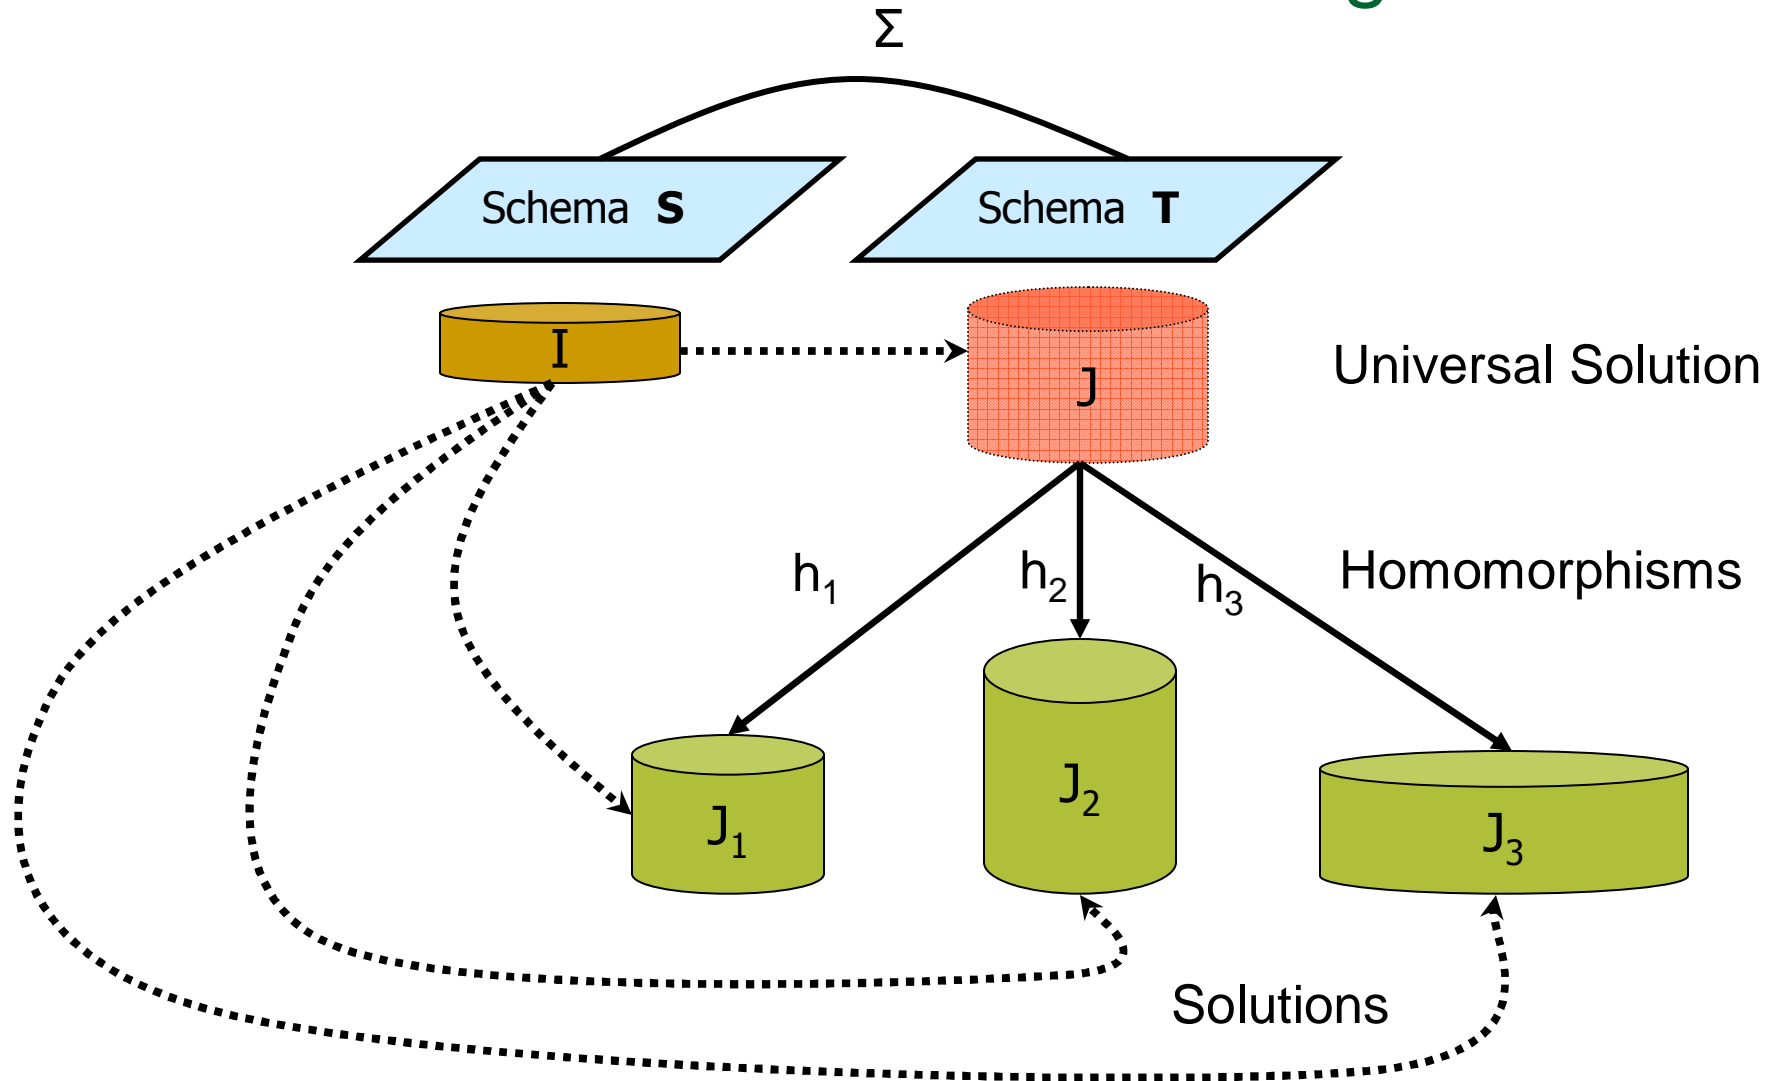 Σ
Schema S
Schema T
I
J
Universal Solution
h₁
h₂
h₃
Homomorphisms
J₁
J₂
J₃
Solutions